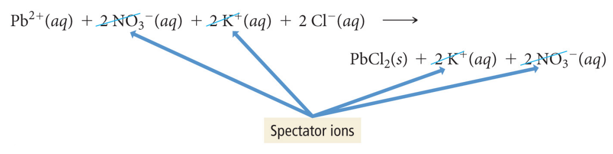 Pb²⁺(aq) + 2 NO₃⁻(aq) + 2 K⁺(aq) + 2 Cl⁻(aq) ⟶
PbCl₂(s) + 2 K⁺(aq) + 2 NO₃⁻(aq)
Spectator ions